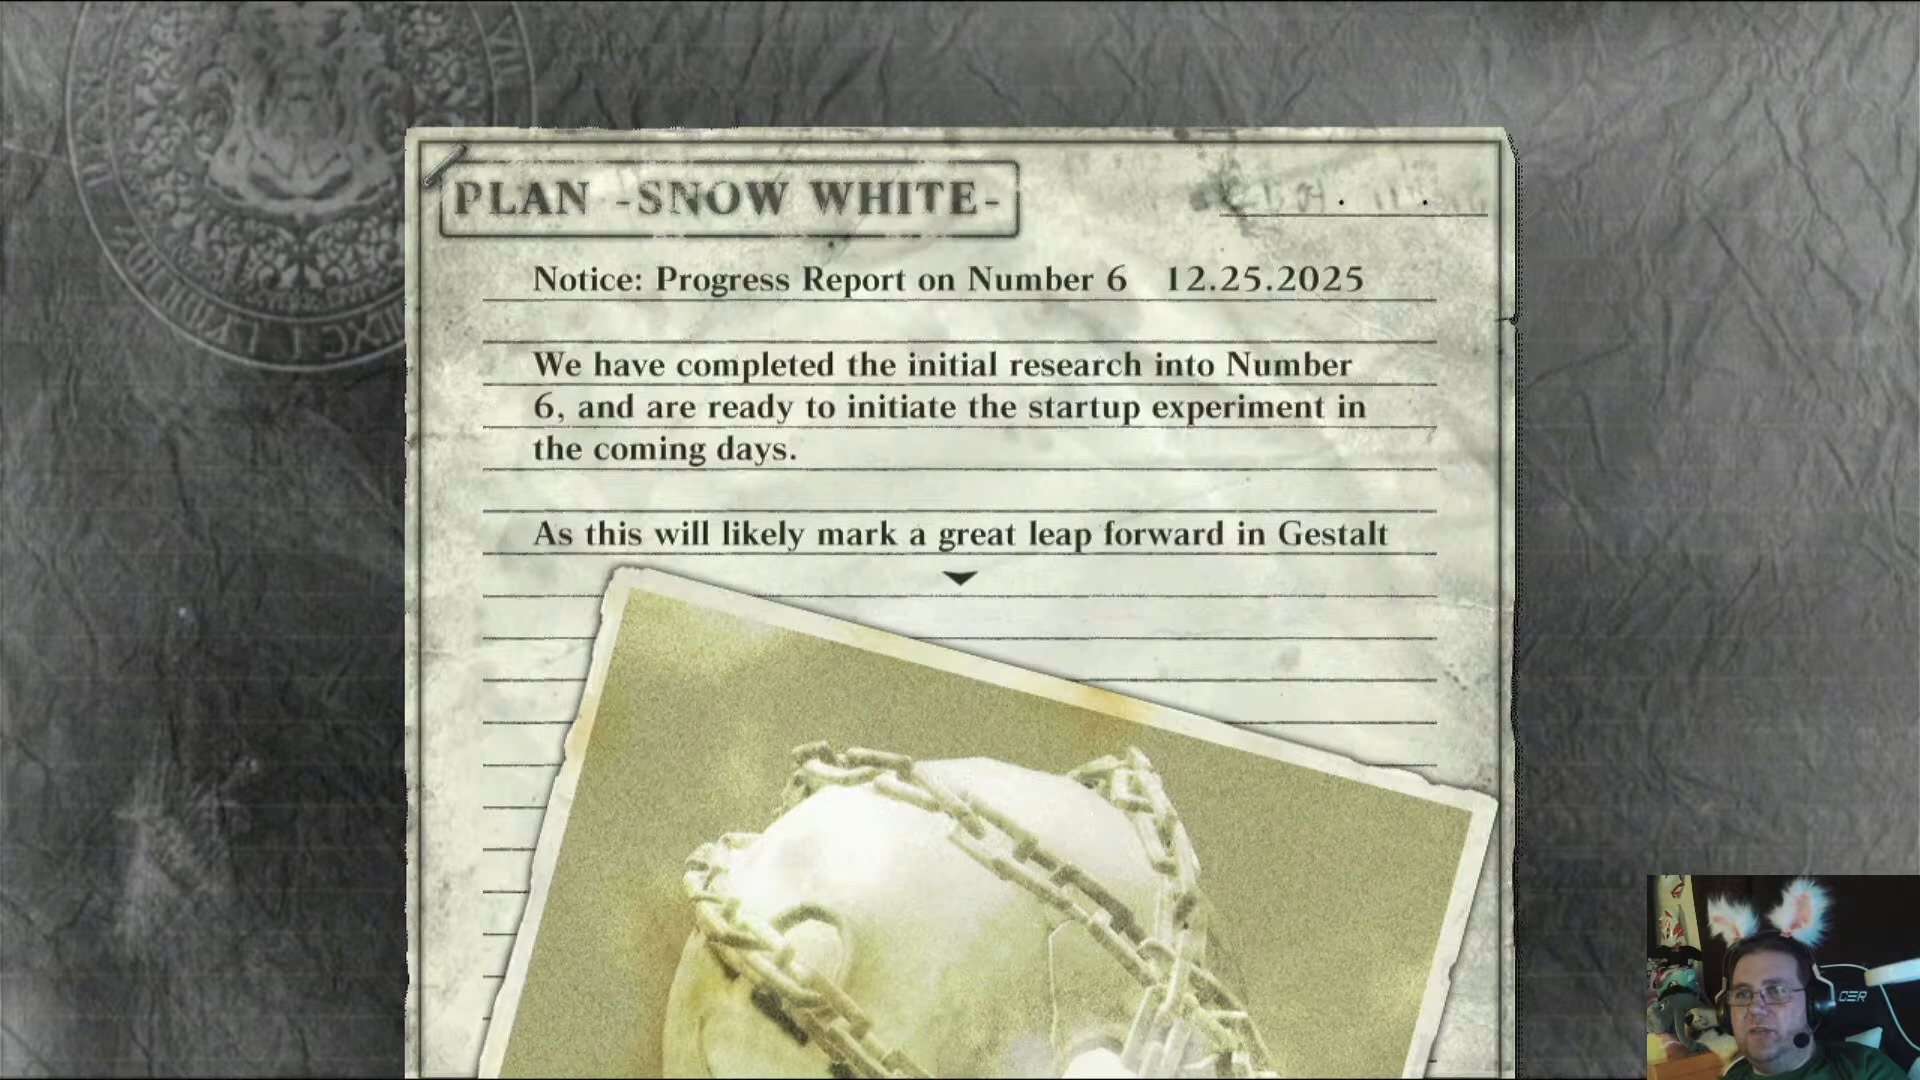 PLAN -SNOW WHITE-
Notice: Progress Report on Number 6 12.25.2025
We have completed the initial research into Number
6, and are ready to initiate the startup experiment in
the coming days.
As this will likely mark a great leap forward in Gestalt